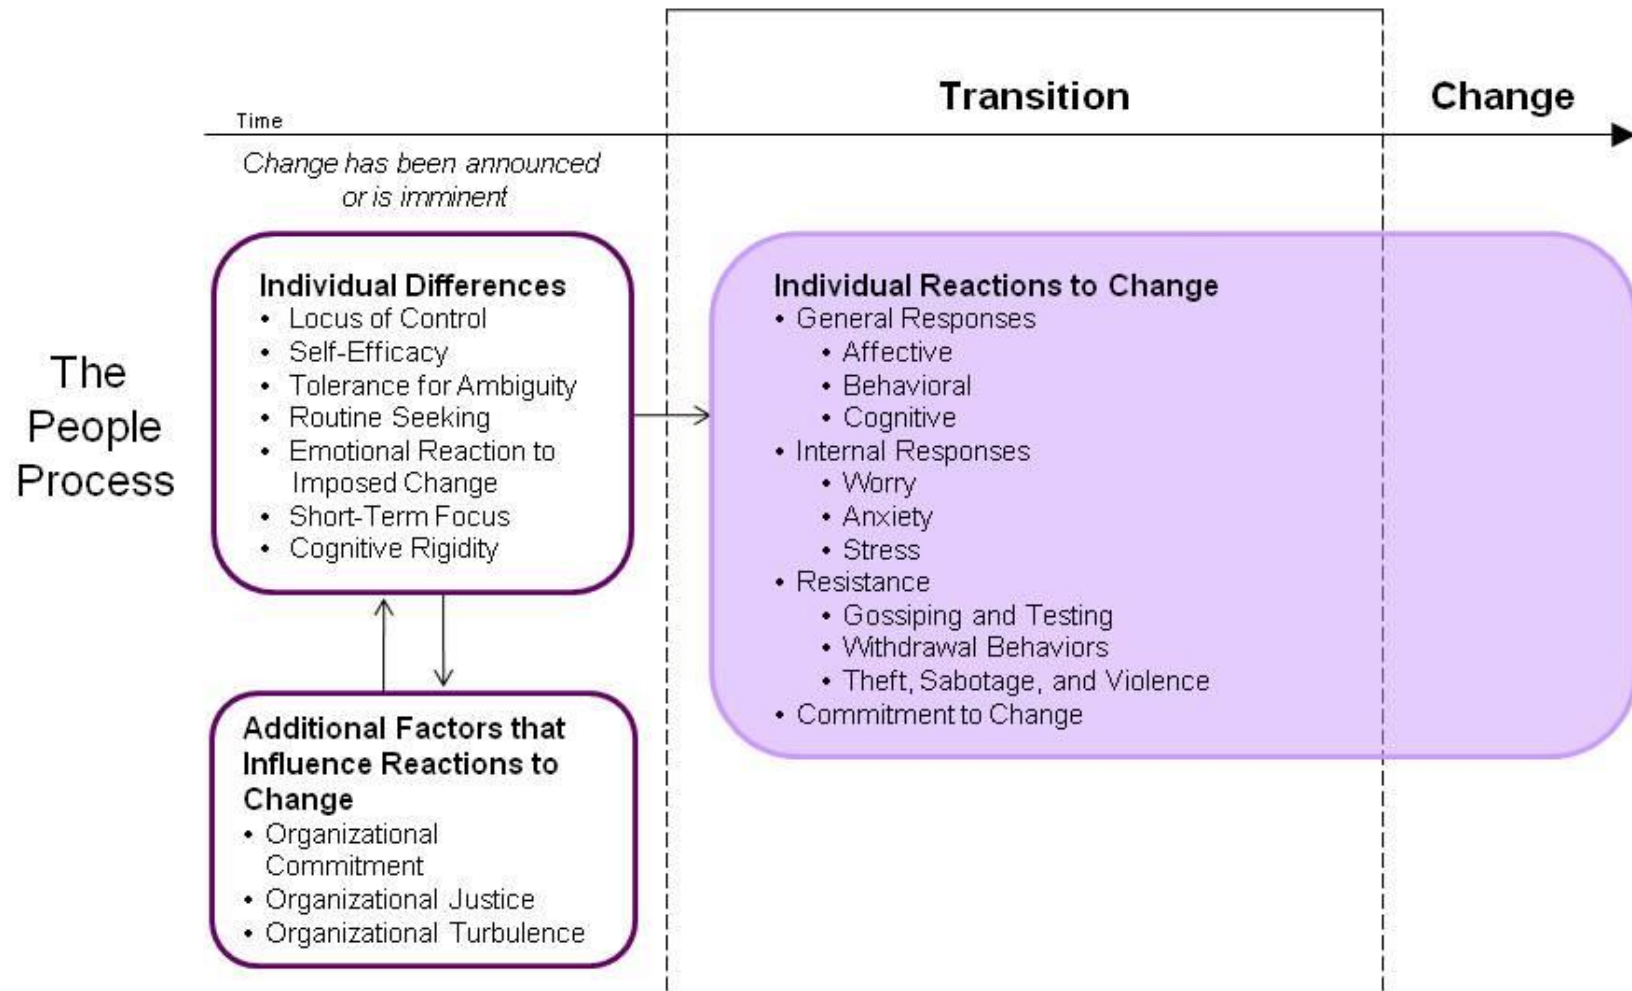 Transition
Change
Time
Change has been announced
or is imminent
The
People
Process
Individual Differences
• Locus of Control
• Self-Efficacy
• Tolerance for Ambiguity
• Routine Seeking
• Emotional Reaction to
Imposed Change
• Short-Term Focus
• Cognitive Rigidity
Individual Reactions to Change
• General Responses
• Affective
• Behavioral
• Cognitive
• Internal Responses
• Worry
• Anxiety
• Stress
• Resistance
• Gossiping and Testing
• Withdrawal Behaviors
• Theft, Sabotage, and Violence
• Commitment to Change
Additional Factors that
Influence Reactions to
Change
• Organizational
Commitment
• Organizational Justice
• Organizational Turbulence